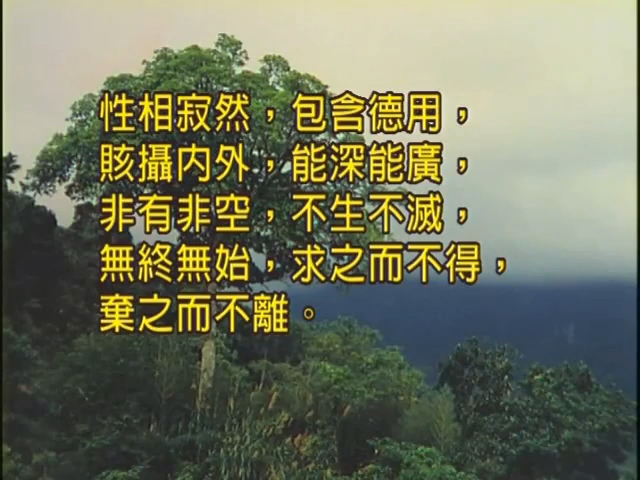 性相寂然，包含德用，
賅攝内外，能深能廣，
非有非空，不生不滅，
無終無始，求之而不得，
棄之而不離。